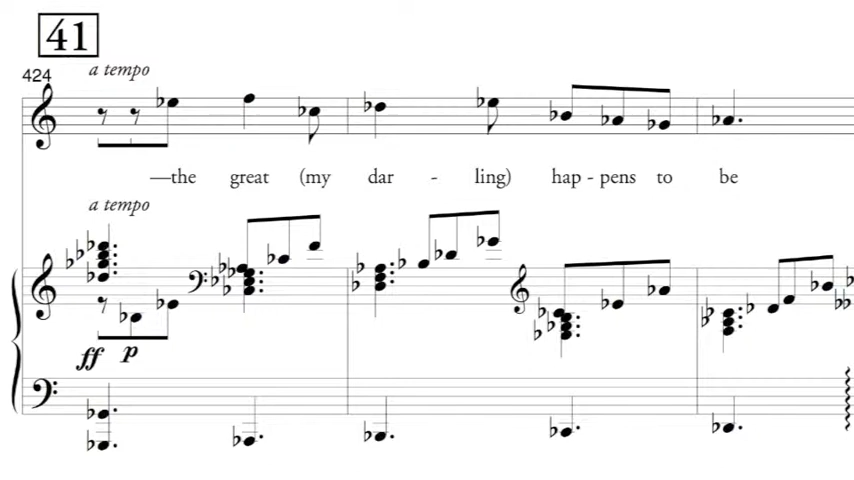 41
424
a tempo
—the great (my dar - ling) hap - pens to be
a tempo
ff p